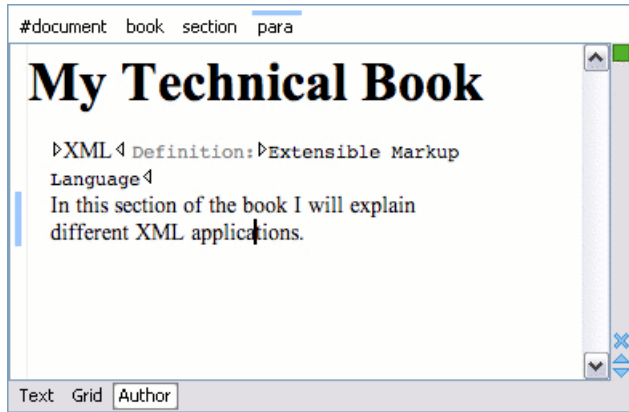 #document book section para
My Technical Book
XML Definition: Extensible Markup
Language
In this section of the book I will explain
different XML applications.
Text Grid Author